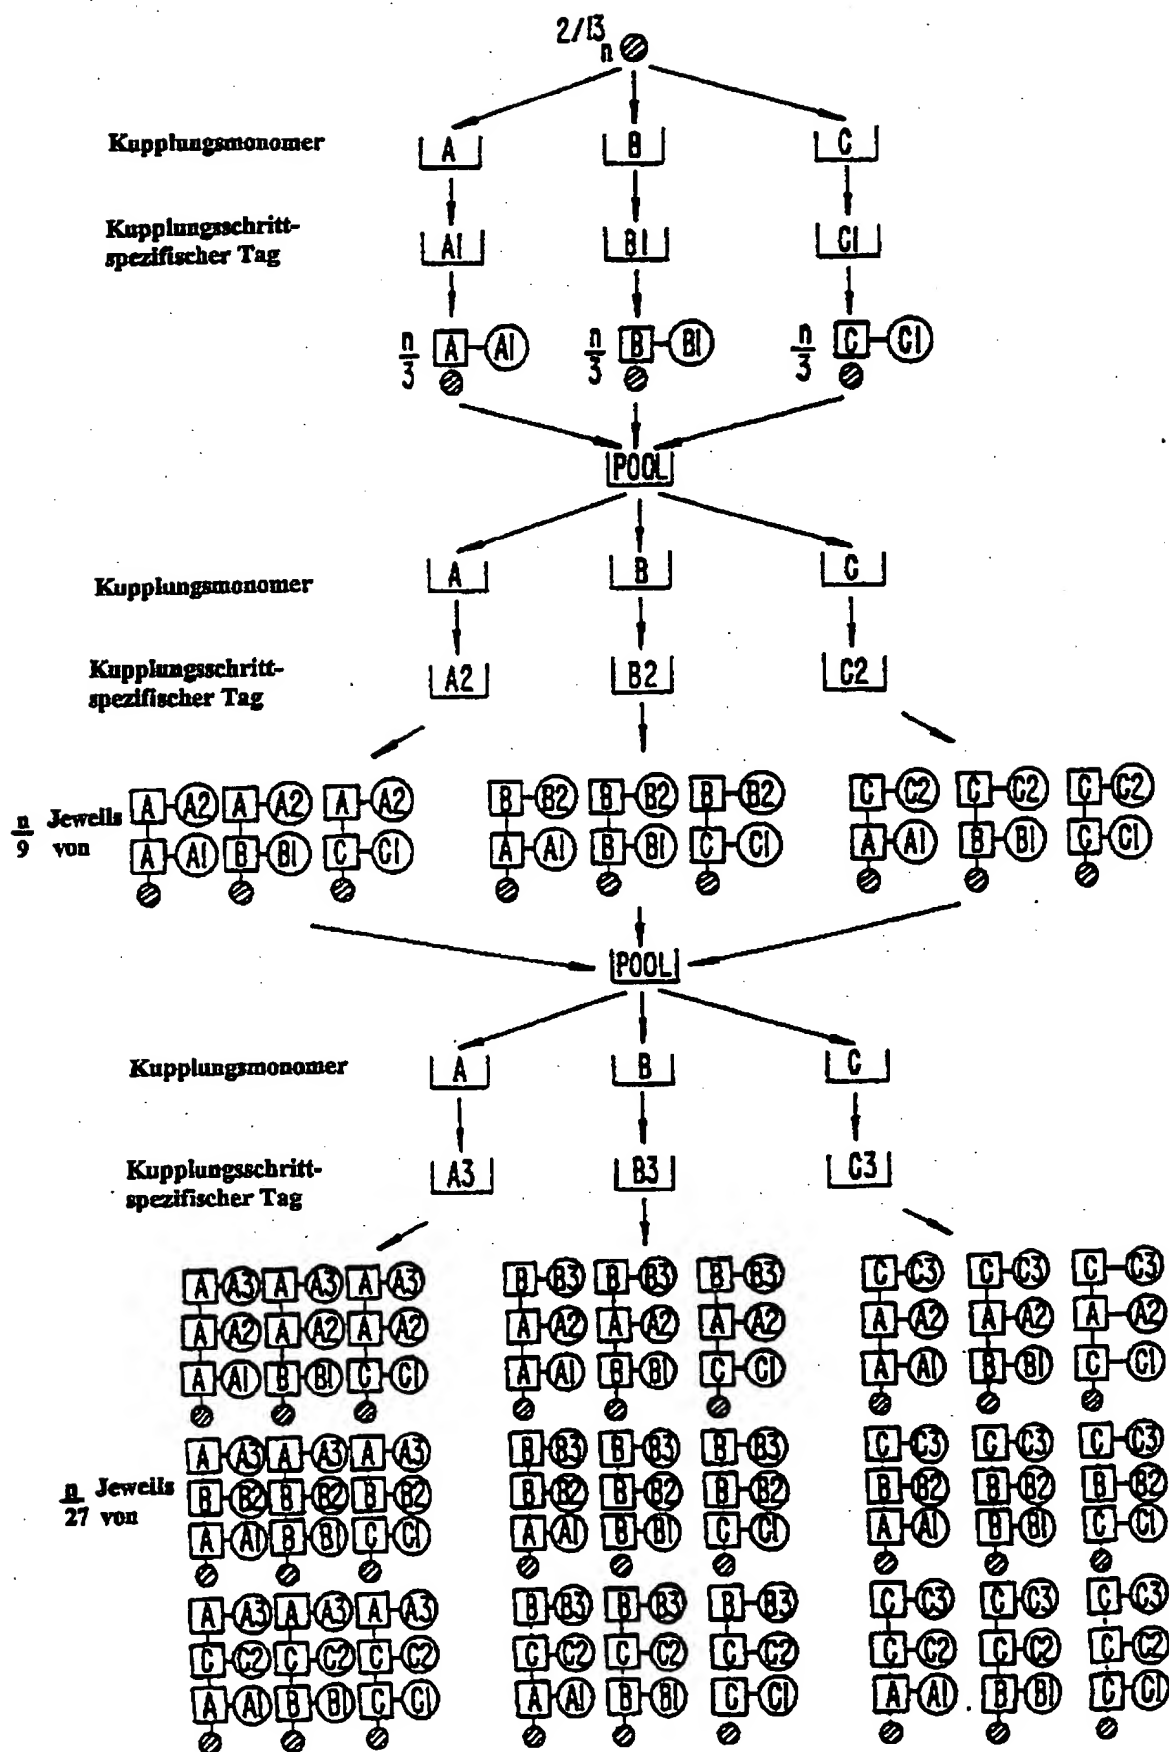 2/13
n
Kupplungsmonomer A B C
Kupplungsschritt-
spezifischer Tag A1 B1 C1
n/3 A A1 n/3 B B1 n/3 C C1
POOL
Kupplungsmonomer A B C
Kupplungsschritt-
spezifischer Tag A2 B2 C2
A A2 A A2 A A2 B B2 B B2 B B2 C C2 C C2 C C2
n/9 Jeweils
von
A A1 B B1 C C1 A A1 B B1 C C1 A A1 B B1 C C1
POOL
Kupplungsmonomer A B C
Kupplungsschritt-
spezifischer Tag A3 B3 C3
A A3 A A3 A A3 B B3 B B3 B B3 C C3 C C3 C C3
A A2 A A2 A A2 A A2 A A2 A A2 A A2 A A2 A A2
A A1 B B1 C C1 A A1 B B1 C C1 A A1 B B1 C C1
A A3 A A3 A A3 B B3 B B3 B B3 C C3 C C3 C C3
n/27 Jeweils
von
B B2 B B2 B B2 B B2 B B2 B B2 B B2 B B2 B B2
A A1 B B1 C C1 A A1 B B1 C C1 A A1 B B1 C C1
A A3 A A3 A A3 B B3 B B3 B B3 C C3 C C3 C C3
C C2 C C2 C C2 C C2 C C2 C C2 C C2 C C2 C C2
A A1 B B1 C C1 A A1 B B1 C C1 A A1 B B1 C C1